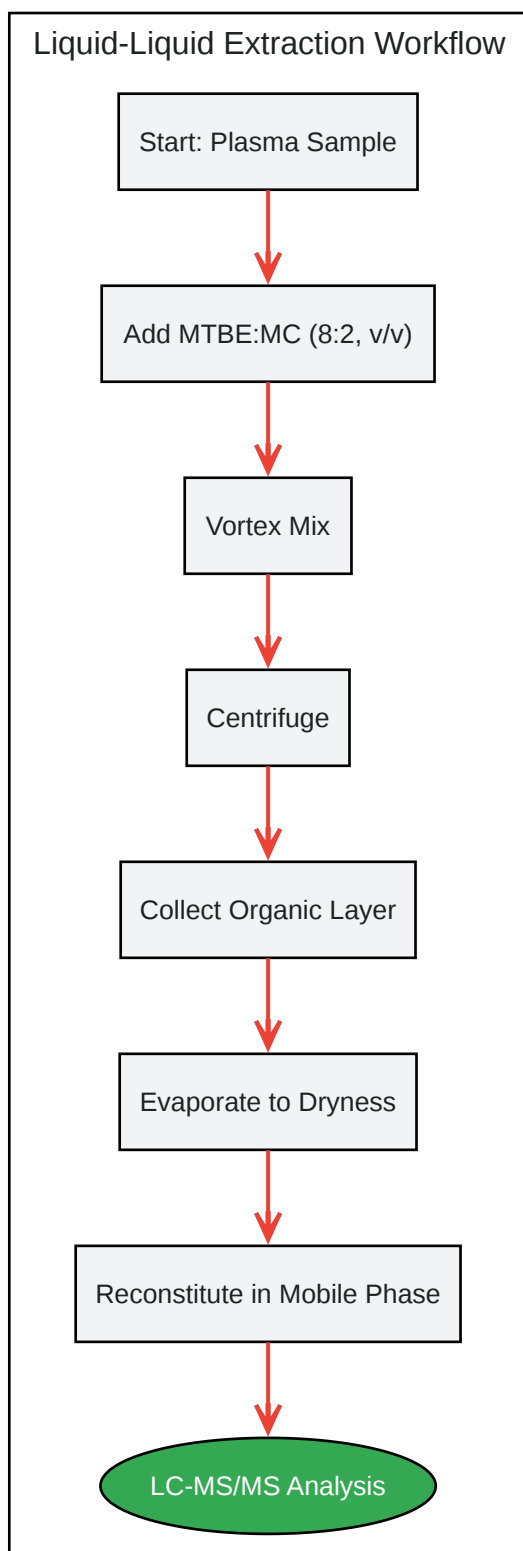 Liquid-Liquid Extraction Workflow
Start: Plasma Sample
Add MTBE:MC (8:2, v/v)
Vortex Mix
Centrifuge
Collect Organic Layer
Evaporate to Dryness
Reconstitute in Mobile Phase
LC-MS/MS Analysis